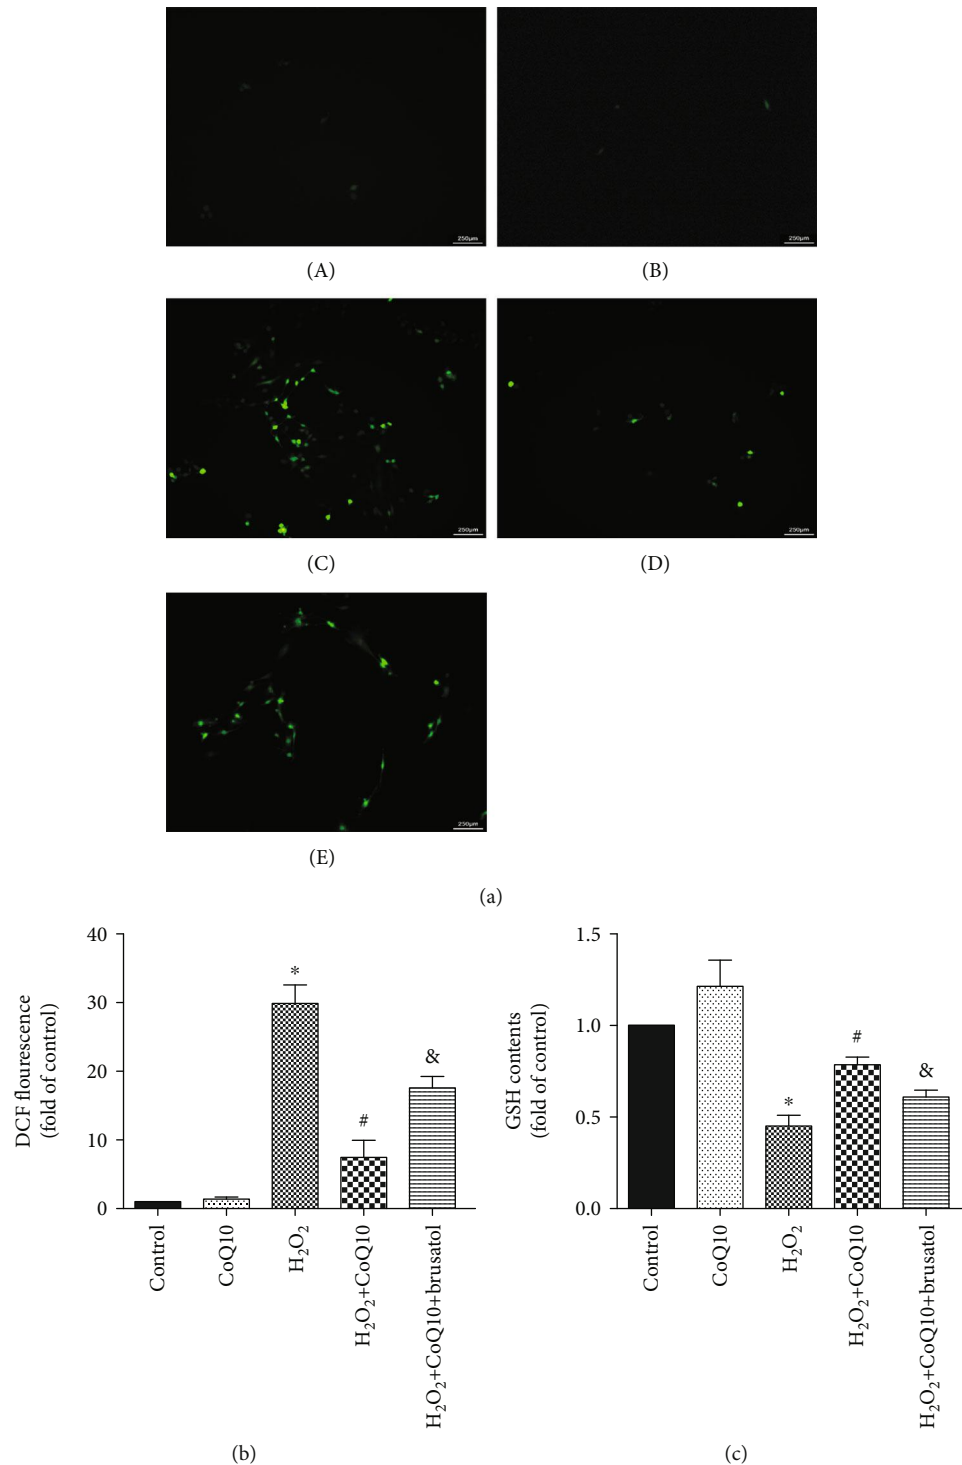 250μm
250μm
(A)
(B)
250μm
250μm
(C)
(D)
250μm
(E)
(a)
DCF flourescence
(fold of control)
40
30
20
10
0
*
#
&
Control
CoQ10
H₂O₂
H₂O₂+CoQ10
H₂O₂+CoQ10+brusatol
(b)
GSH contents
(fold of control)
1.5
1.0
0.5
0.0
*
#
&
Control
CoQ10
H₂O₂
H₂O₂+CoQ10
H₂O₂+CoQ10+brusatol
(c)